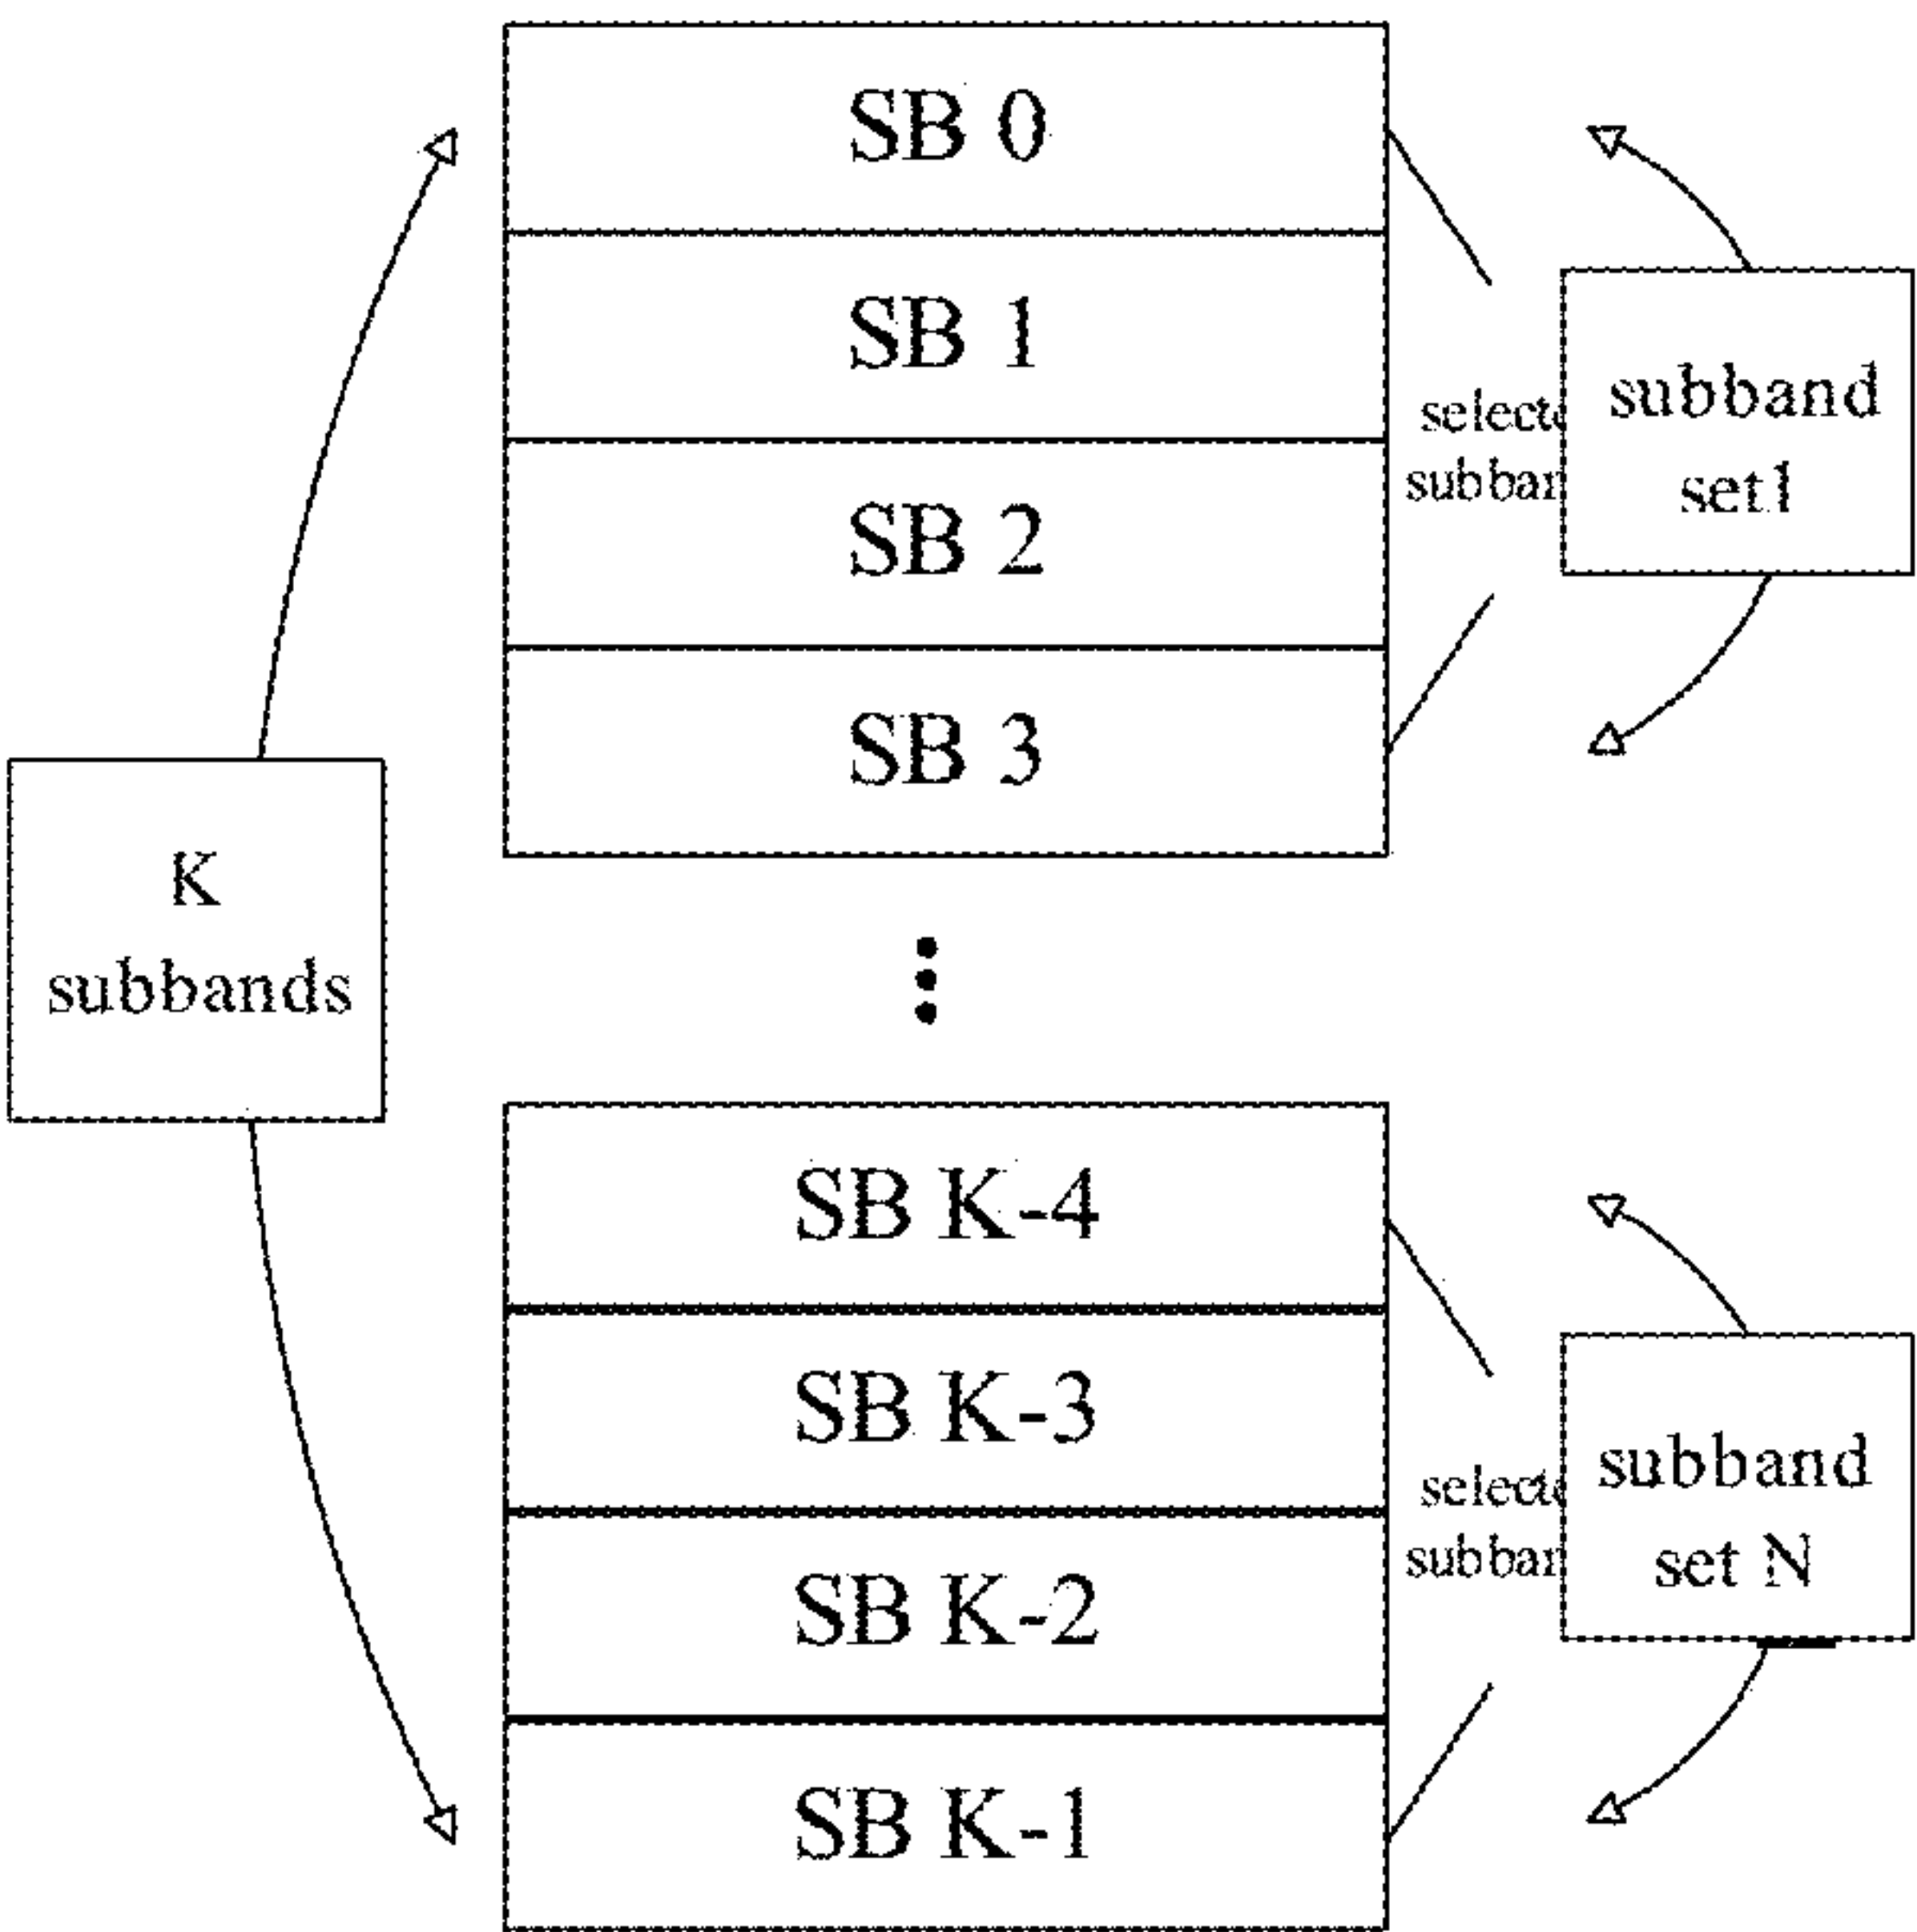 SB 0
SB 1
SB 2
SB 3
K
subbands
SB K-4
SB K-3
SB K-2
SB K-1
subband
set1
subband
set N